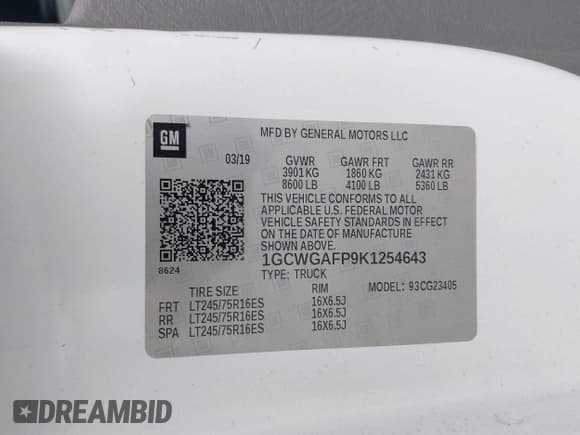 GM
MFD BY GENERAL MOTORS LLC
03/19 GVWR GAWR FRT GAWR RR
3901 KG 1860 KG 2431 KG
8600 LB 4100 LB 5360 LB
THIS VEHICLE CONFORMS TO ALL
APPLICABLE U.S. FEDERAL MOTOR
VEHICLE SAFETY STANDARDS IN EFFECT
ON THE DATE OF MANUFACTURE
SHOWN ABOVE.
1GCWGAFP9K1254643
8624
TYPE: TRUCK
MODEL: 93CG23405
TIRE SIZE RIM
FRT LT245/75R16ES 16X6.5J
RR LT245/75R16ES 16X6.5J
SPA LT245/75R16ES 16X6.5J
DREAMBID